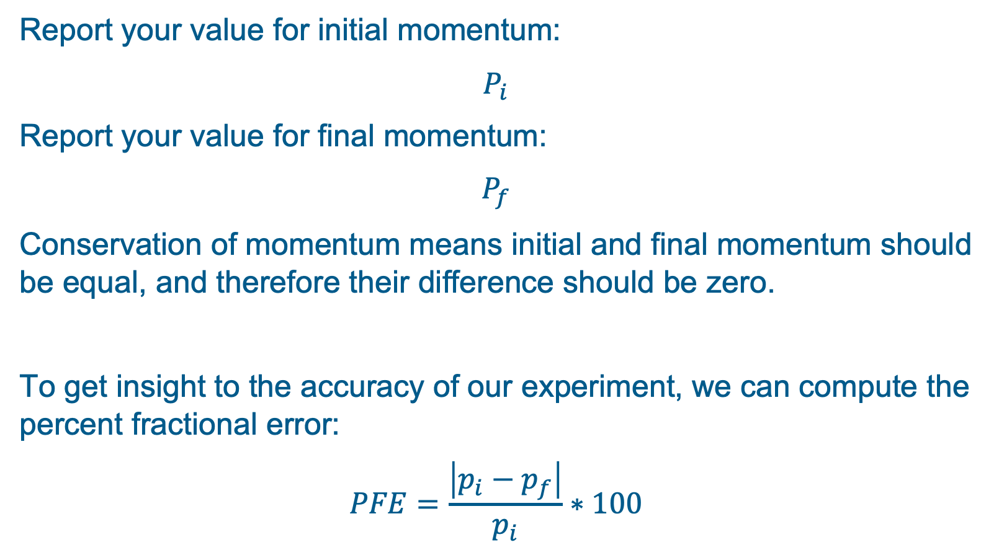 Report your value for initial momentum:
P_i
Report your value for final momentum:
P_f
Conservation of momentum means initial and final momentum should
be equal, and therefore their difference should be zero.
To get insight to the accuracy of our experiment, we can compute the
percent fractional error:
PFE = |p_i − p_f| / p_i * 100